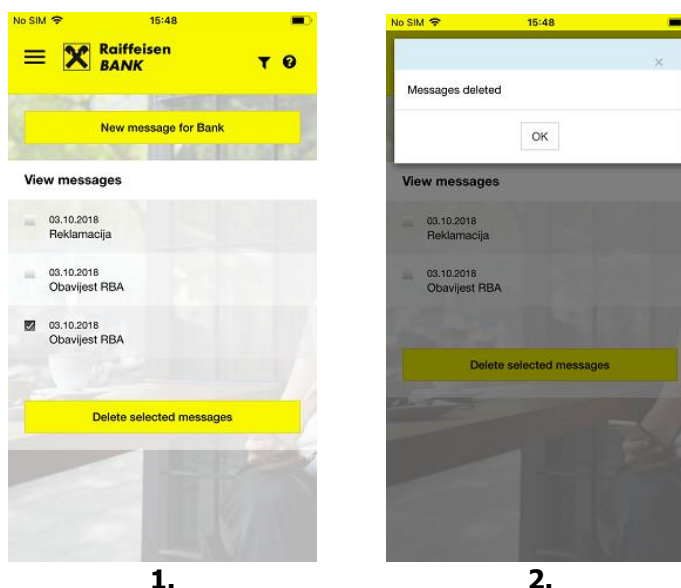 No SIM 15:48
Raiffeisen
BANK
New message for Bank
View messages
03.10.2018
Reklamacija
03.10.2018
Obavijest RBA
03.10.2018
Obavijest RBA
Delete selected messages
1.
No SIM 15:48
×
Messages deleted
OK
View messages
03.10.2018
Reklamacija
03.10.2018
Obavijest RBA
Delete selected messages
2.